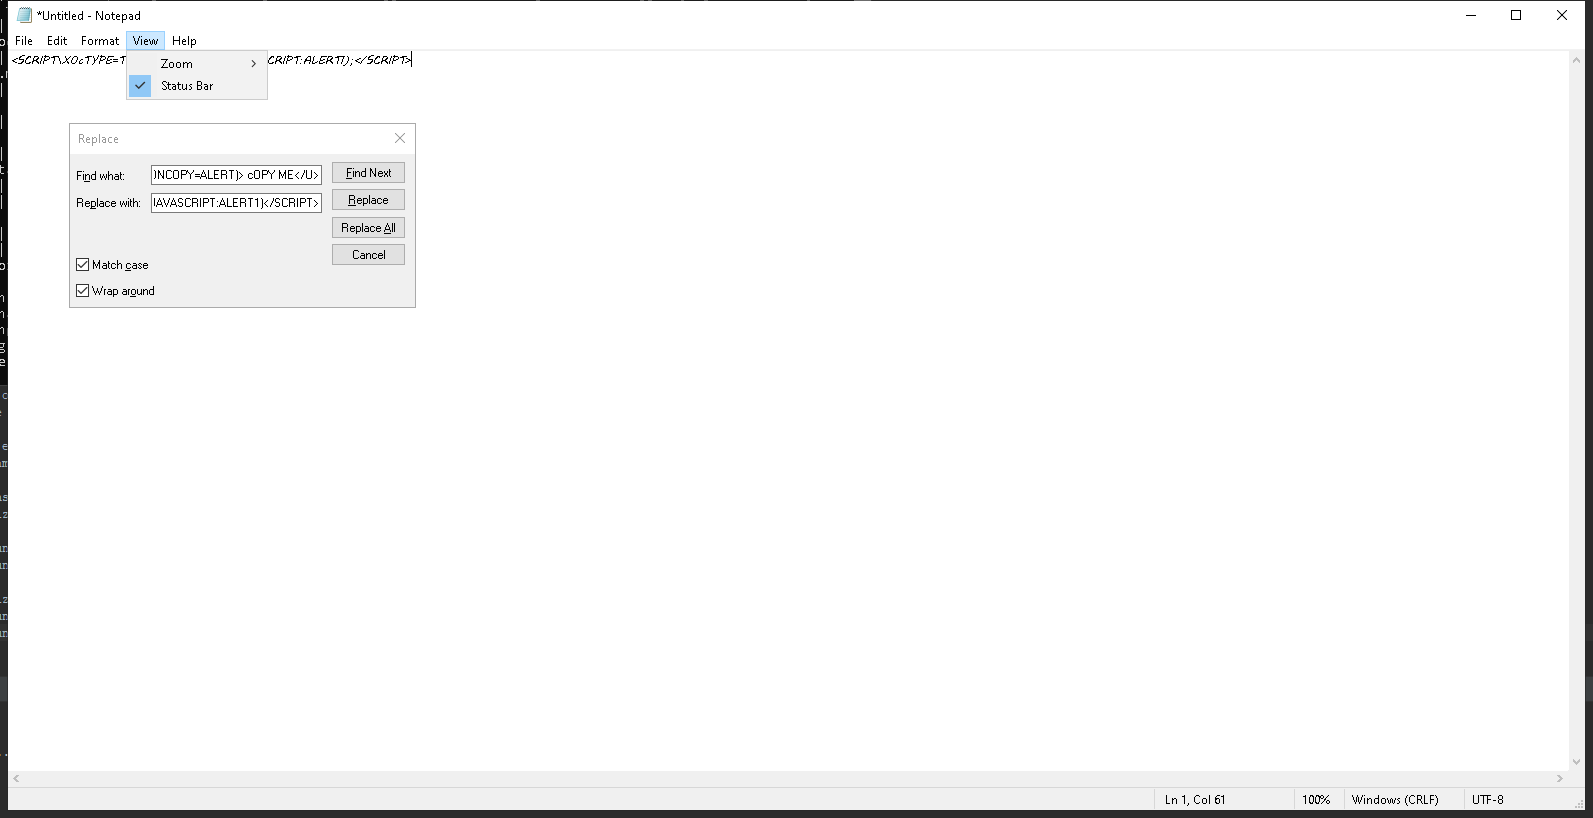 *Untitled - Notepad
File Edit Format View Help
<SCRIPT\X0cTYPE=T CRIPT:ALERT1);</SCRIPT>
Zoom
Status Bar
Replace
Find what: )NCOPY=ALERT)> cOPY ME</U> Find Next
Replace with: IAVASCRIPT:ALERT1)</SCRIPT> Replace
Replace All
Cancel
Match case
Wrap around
Ln 1, Col 61 100% Windows (CRLF) UTF-8